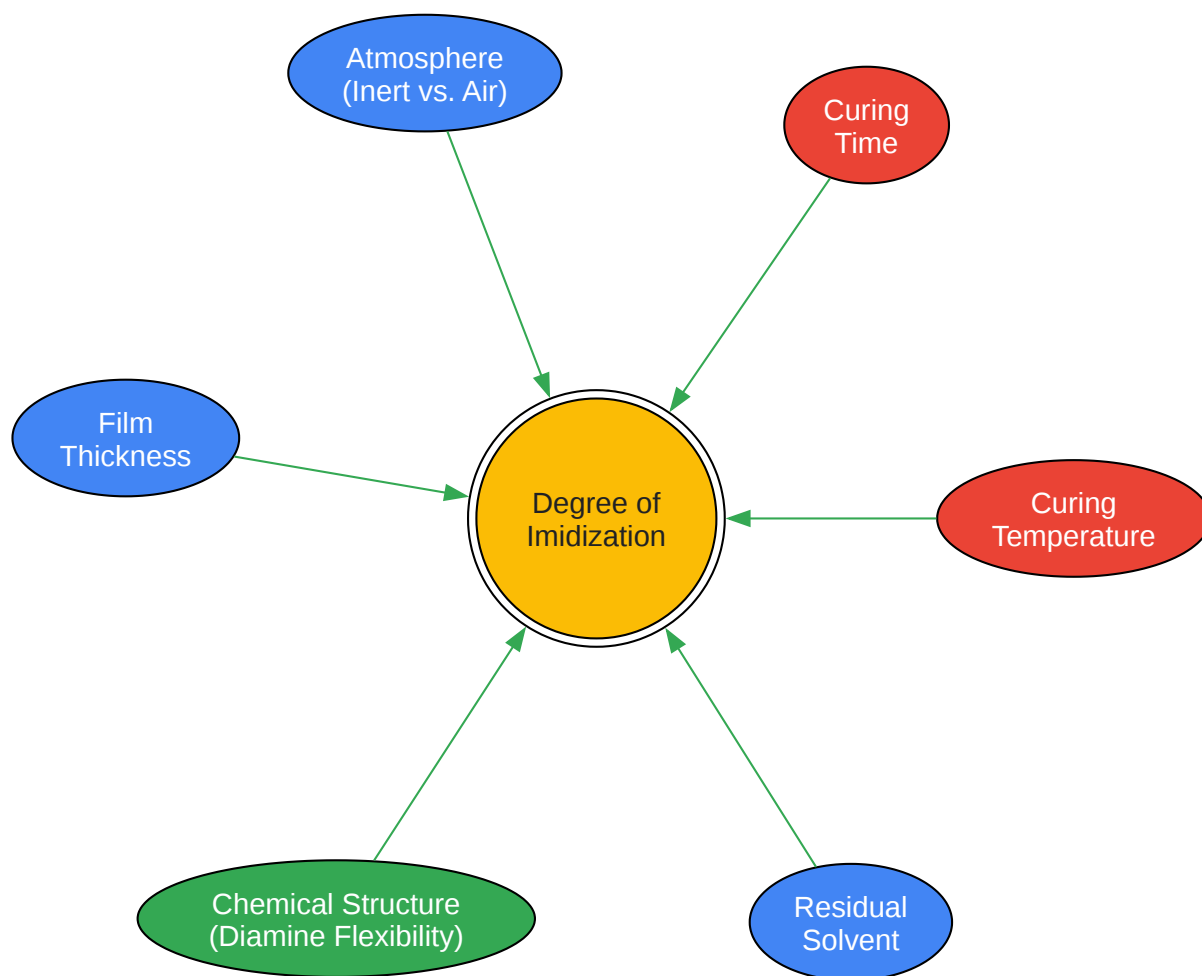 Atmosphere
(Inert vs. Air)
Curing
Time
Film
Thickness
Degree of
Imidization
Curing
Temperature
Chemical Structure
(Diamine Flexibility)
Residual
Solvent